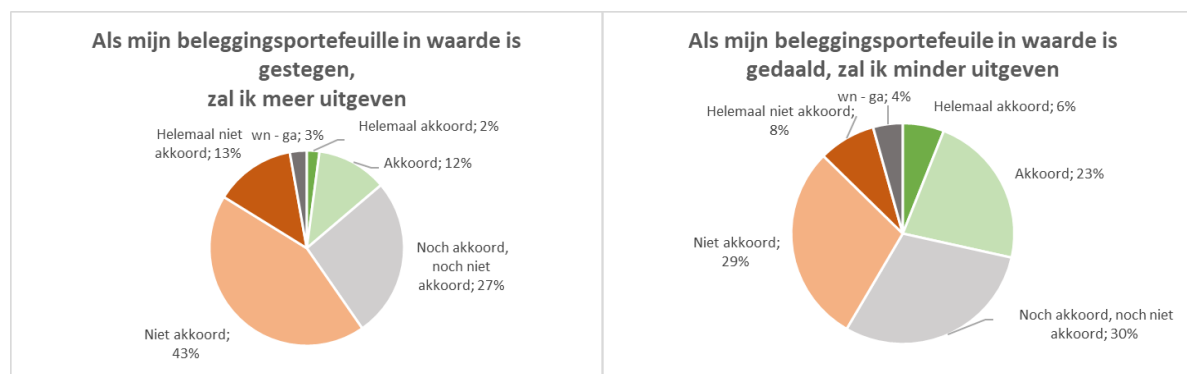 Als mijn beleggingsportefeuille in waarde is
gestegen,
zal ik meer uitgeven
Helemaal niet
akkoord; 13%
wn - ga; 3%
Helemaal akkoord; 2%
Akkoord; 12%
Noch akkoord,
noch niet
akkoord; 27%
Niet akkoord;
43%
Als mijn beleggingsportefeuile in waarde is
gedaald, zal ik minder uitgeven
wn - ga; 4%
Helemaal niet akkoord;
8%
Helemaal akkoord; 6%
Akkoord; 23%
Niet akkoord;
29%
Noch akkoord, noch niet
akkoord; 30%